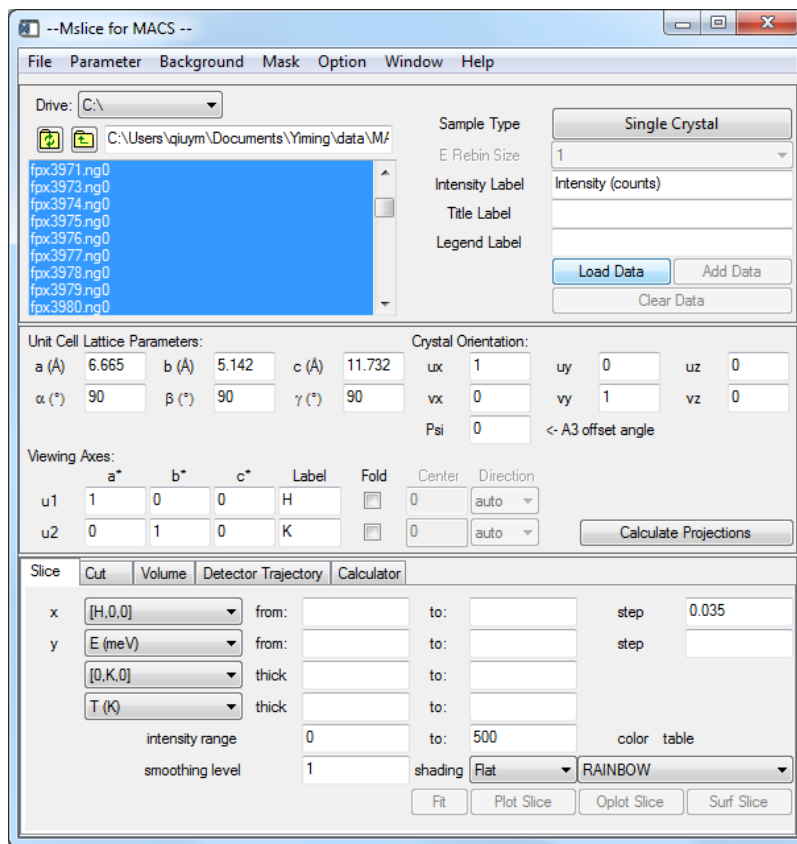 --Mslice for MACS --
File Parameter Background Mask Option Window Help
Drive: C:\
C:\Users\qiuym\Documents\Yiming\data\MA
fpx3971.ng0
fpx3973.ng0
fpx3974.ng0
fpx3975.ng0
fpx3976.ng0
fpx3977.ng0
fpx3978.ng0
fpx3979.ng0
fpx3980.ng0
Sample Type Single Crystal
E Rebin Size 1
Intensity Label Intensity (counts)
Title Label
Legend Label
Load Data Add Data
Clear Data
Unit Cell Lattice Parameters: Crystal Orientation:
a (Å) 6.665 b (Å) 5.142 c (Å) 11.732 ux 1 uy 0 uz 0
α (°) 90 β (°) 90 γ (°) 90 vx 0 vy 1 vz 0
Psi 0 <- A3 offset angle
Viewing Axes:
a* b* c* Label Fold Center Direction
u1 1 0 0 H 0 auto
u2 0 1 0 K 0 auto Calculate Projections
Slice Cut Volume Detector Trajectory Calculator
x [H,0,0] from: to: step 0.035
y E (meV) from: to: step
[0,K,0] thick to:
T (K) thick to:
intensity range 0 to: 500 color table
smoothing level 1 shading Flat RAINBOW
Fit Plot Slice Oplot Slice Surf Slice